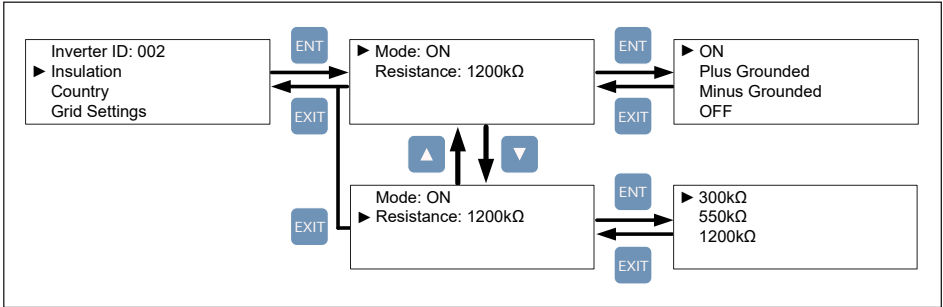 Inverter ID: 002
▶ Insulation
Country
Grid Settings
ENT
EXIT
▶ Mode: ON
Resistance: 1200kΩ
ENT
EXIT
▶ ON
Plus Grounded
Minus Grounded
OFF
▲
▼
EXIT
Mode: ON
▶ Resistance: 1200kΩ
ENT
EXIT
▶ 300kΩ
550kΩ
1200kΩ